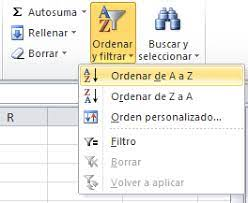 Σ Autosuma
Rellenar
Borrar
Ordenar
y filtrar
Buscar y
seleccionar
Ordenar de A a Z
Ordenar de Z a A
Orden personalizado...
Filtro
Borrar
Volver a aplicar
R